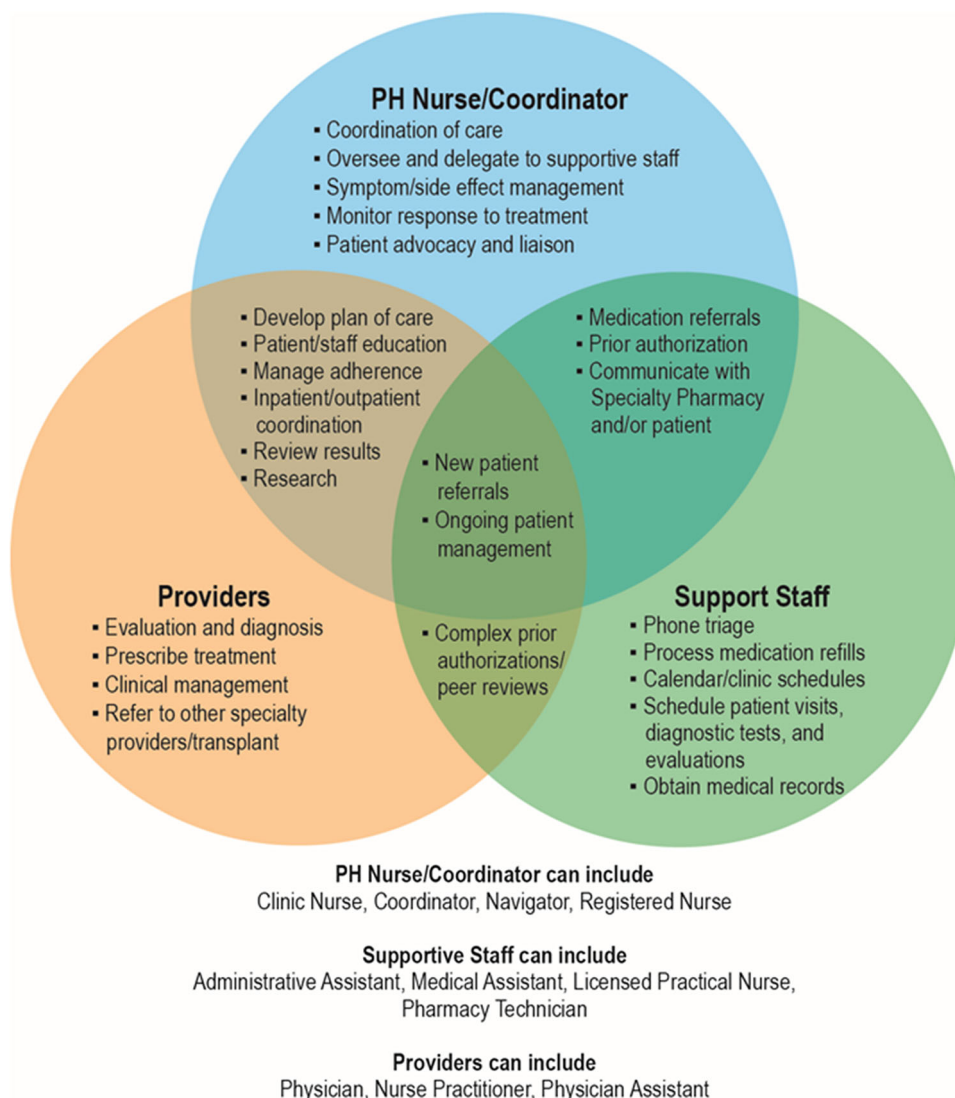 PH Nurse/Coordinator
▪ Coordination of care
▪ Oversee and delegate to supportive staff
▪ Symptom/side effect management
▪ Monitor response to treatment
▪ Patient advocacy and liaison
▪ Develop plan of care
▪ Patient/staff education
▪ Manage adherence
▪ Inpatient/outpatient
coordination
▪ Review results
▪ Research
▪ Medication referrals
▪ Prior authorization
▪ Communicate with
Specialty Pharmacy
and/or patient
▪ New patient
referrals
▪ Ongoing patient
management
Providers
▪ Evaluation and diagnosis
▪ Prescribe treatment
▪ Clinical management
▪ Refer to other specialty
providers/transplant
▪ Complex prior
authorizations/
peer reviews
Support Staff
▪ Phone triage
▪ Process medication refills
▪ Calendar/clinic schedules
▪ Schedule patient visits,
diagnostic tests, and
evaluations
▪ Obtain medical records
PH Nurse/Coordinator can include
Clinic Nurse, Coordinator, Navigator, Registered Nurse
Supportive Staff can include
Administrative Assistant, Medical Assistant, Licensed Practical Nurse,
Pharmacy Technician
Providers can include
Physician, Nurse Practitioner, Physician Assistant